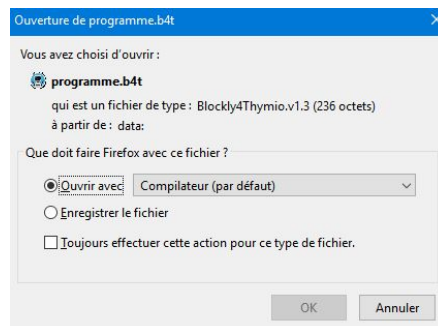 Ouverture de programme.b4t
Vous avez choisi d'ouvrir :
programme.b4t
qui est un fichier de type : Blockly4Thymio.v1.3 (236 octets)
à partir de : data:
Que doit faire Firefox avec ce fichier ?
Ouvrir avec Compilateur (par défaut)
Enregistrer le fichier
Toujours effectuer cette action pour ce type de fichier.
OK Annuler